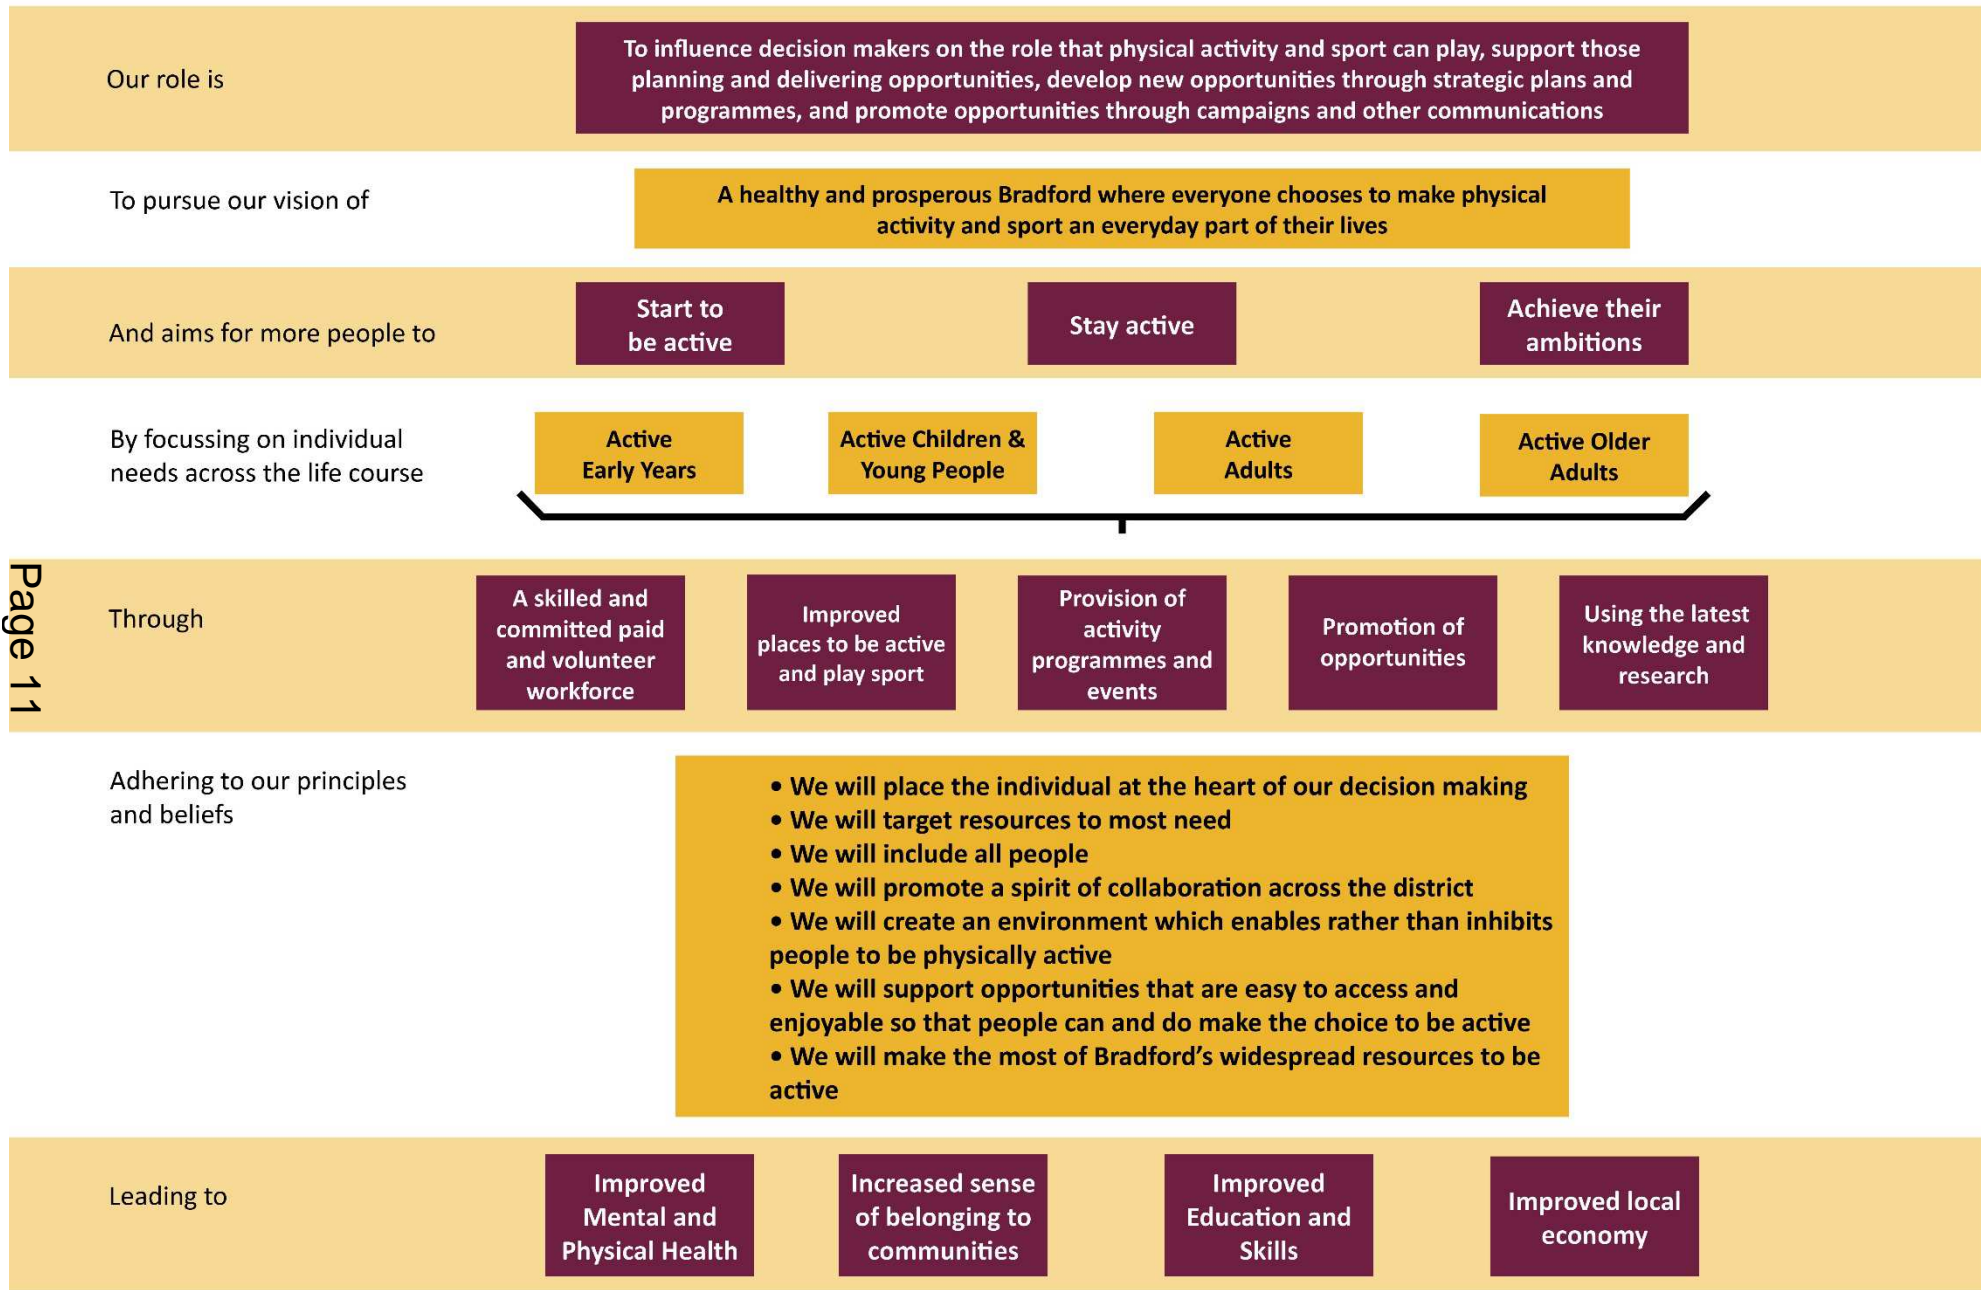 Our role is
To influence decision makers on the role that physical activity and sport can play, support those
planning and delivering opportunities, develop new opportunities through strategic plans and
programmes, and promote opportunities through campaigns and other communications
To pursue our vision of
A healthy and prosperous Bradford where everyone chooses to make physical
activity and sport an everyday part of their lives
And aims for more people to
Start to
be active
Stay active
Achieve their
ambitions
By focussing on individual
needs across the life course
Active
Early Years
Active Children &
Young People
Active
Adults
Active Older
Adults
Page 11
Through
A skilled and
committed paid
and volunteer
workforce
Improved
places to be active
and play sport
Provision of
activity
programmes and
events
Promotion of
opportunities
Using the latest
knowledge and
research
Adhering to our principles
and beliefs
• We will place the individual at the heart of our decision making
• We will target resources to most need
• We will include all people
• We will promote a spirit of collaboration across the district
• We will create an environment which enables rather than inhibits
people to be physically active
• We will support opportunities that are easy to access and
enjoyable so that people can and do make the choice to be active
• We will make the most of Bradford’s widespread resources to be
active
Leading to
Improved
Mental and
Physical Health
Increased sense
of belonging to
communities
Improved
Education and
Skills
Improved local
economy